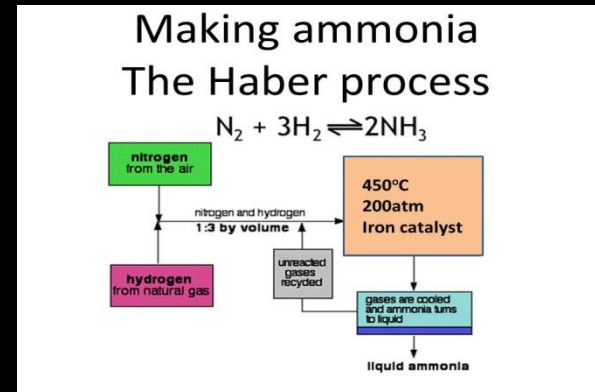 Making ammonia
The Haber process
N₂ + 3H₂ ⇌ 2NH₃
nitrogen
from the air
nitrogen and hydrogen
1:3 by volume
450°C
200atm
Iron catalyst
hydrogen
from natural gas
unreacted
gases
recycled
gases are cooled
and ammonia turns
to liquid
liquid ammonia